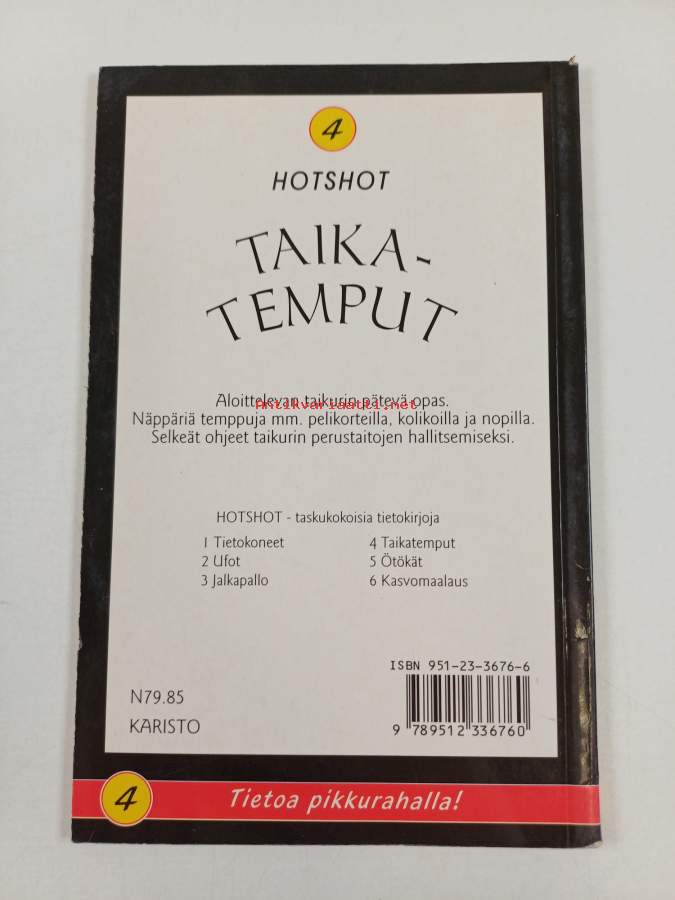 4
HOTSHOT
TAIKA-
TEMPUT
Aloittelevan taikurin pätevä opas.
Antikvariaatti.net
Näppäriä temppuja mm. pelikorteilla, kolikoilla ja nopilla.
Selkeät ohjeet taikurin perustaitojen hallitsemiseksi.
HOTSHOT - taskukokoisia tietokirjoja
1 Tietokoneet
2 Ufot
3 Jalkapallo
4 Taikatemput
5 Ötökät
6 Kasvomaalaus
ISBN 951-23-3676-6
9 789512 336760
N79.85
KARISTO
4 Tietoa pikkurahalla!